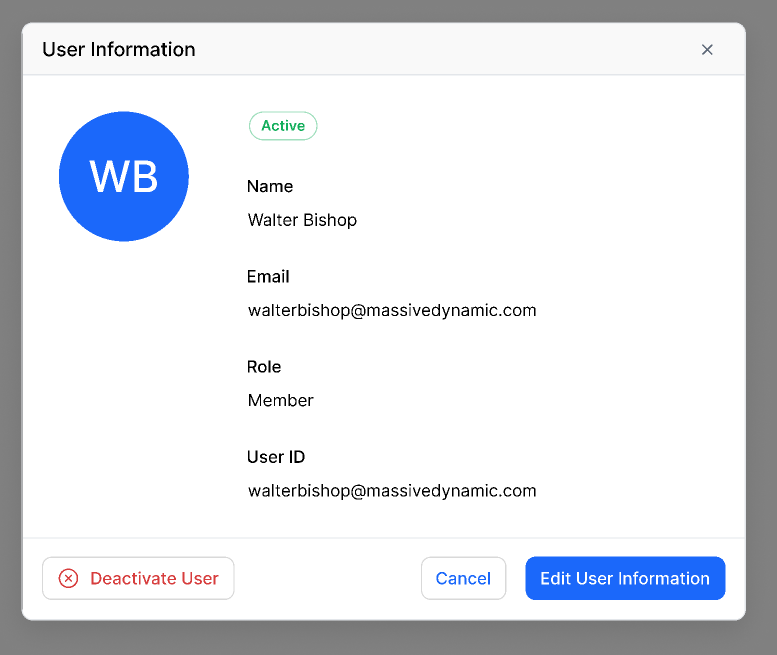 User Information
WB
Active
Name
Walter Bishop
Email
walterbishop@massivedynamic.com
Role
Member
User ID
walterbishop@massivedynamic.com
Deactivate User
Cancel
Edit User Information